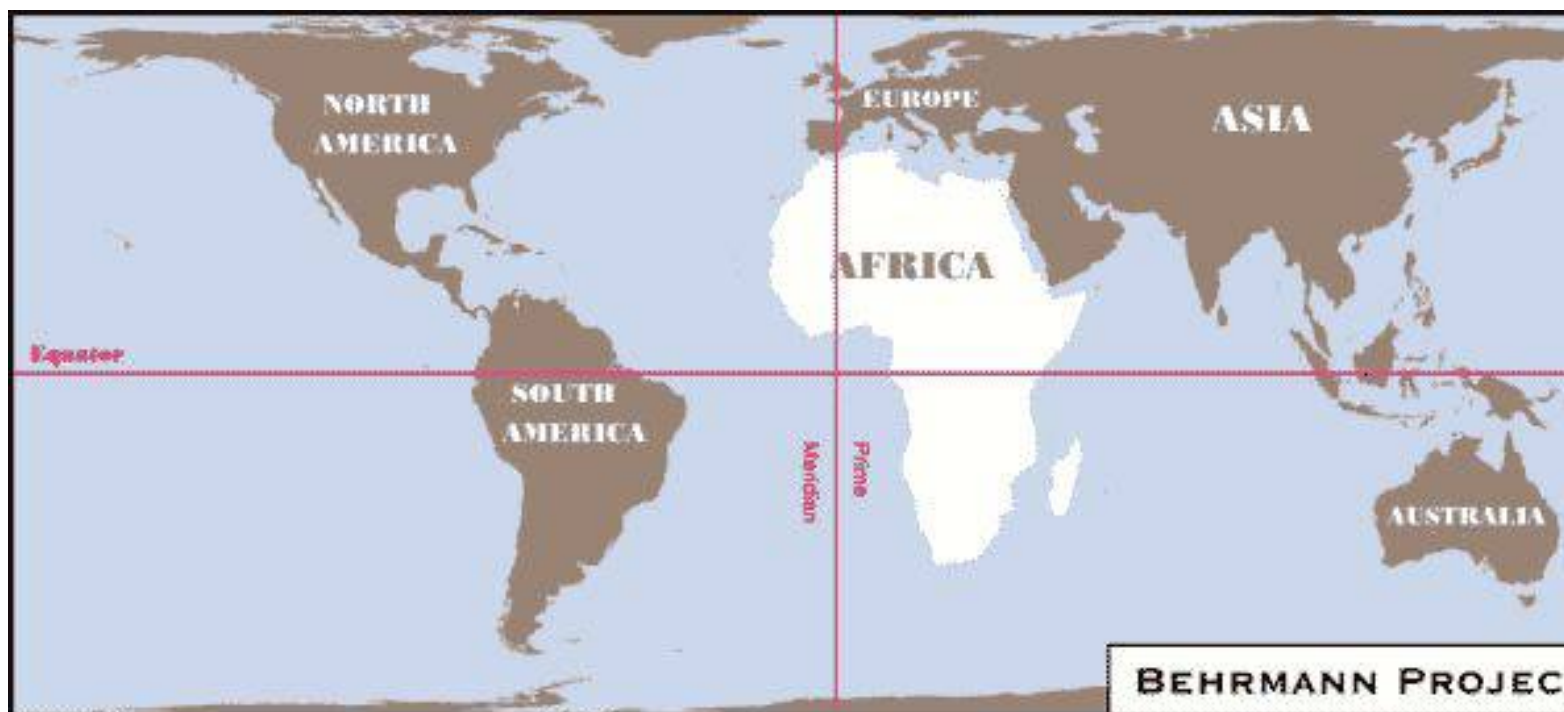 NORTH
AMERICA
EUROPE
ASIA
AFRICA
Equator
SOUTH
AMERICA
Prime
Meridian
AUSTRALIA
BEHRMANN PROJEC